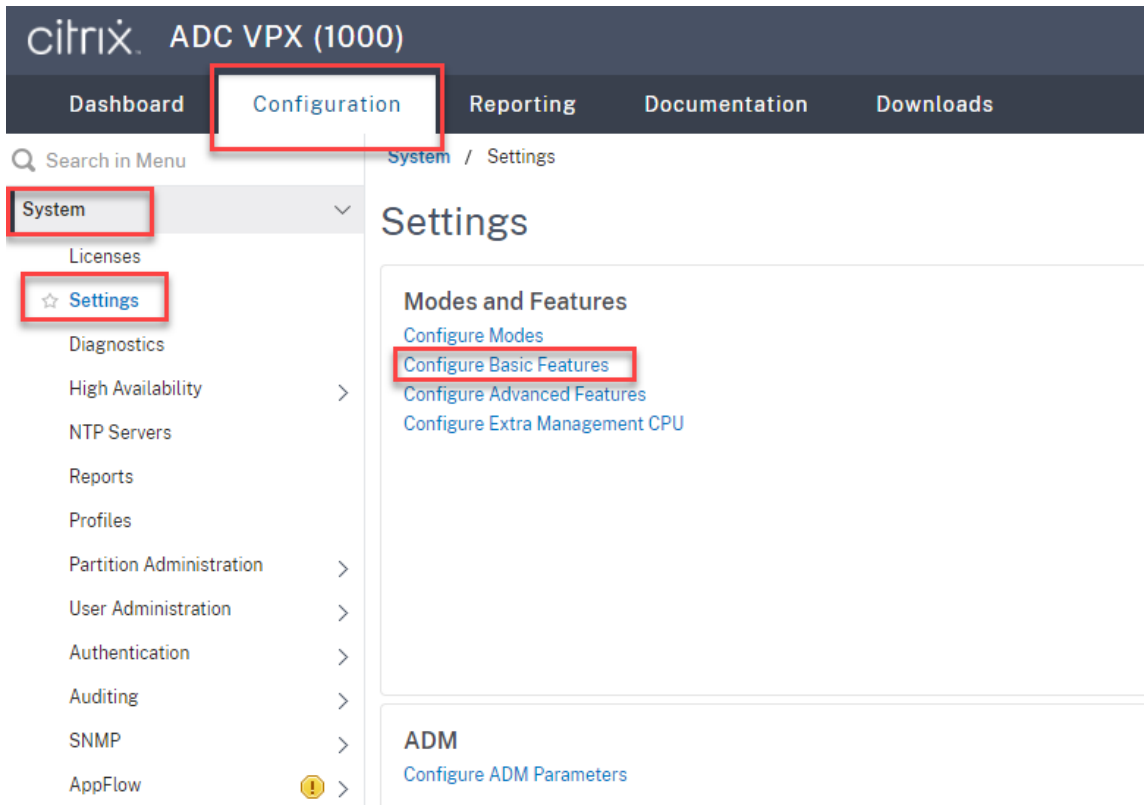 citrix. ADC VPX (1000)
Dashboard Configuration Reporting Documentation Downloads
Search in Menu
System / Settings
System
Settings
Licenses
Settings
Diagnostics
High Availability
NTP Servers
Reports
Profiles
Partition Administration
User Administration
Authentication
Auditing
SNMP
AppFlow
Modes and Features
Configure Modes
Configure Basic Features
Configure Advanced Features
Configure Extra Management CPU
ADM
Configure ADM Parameters